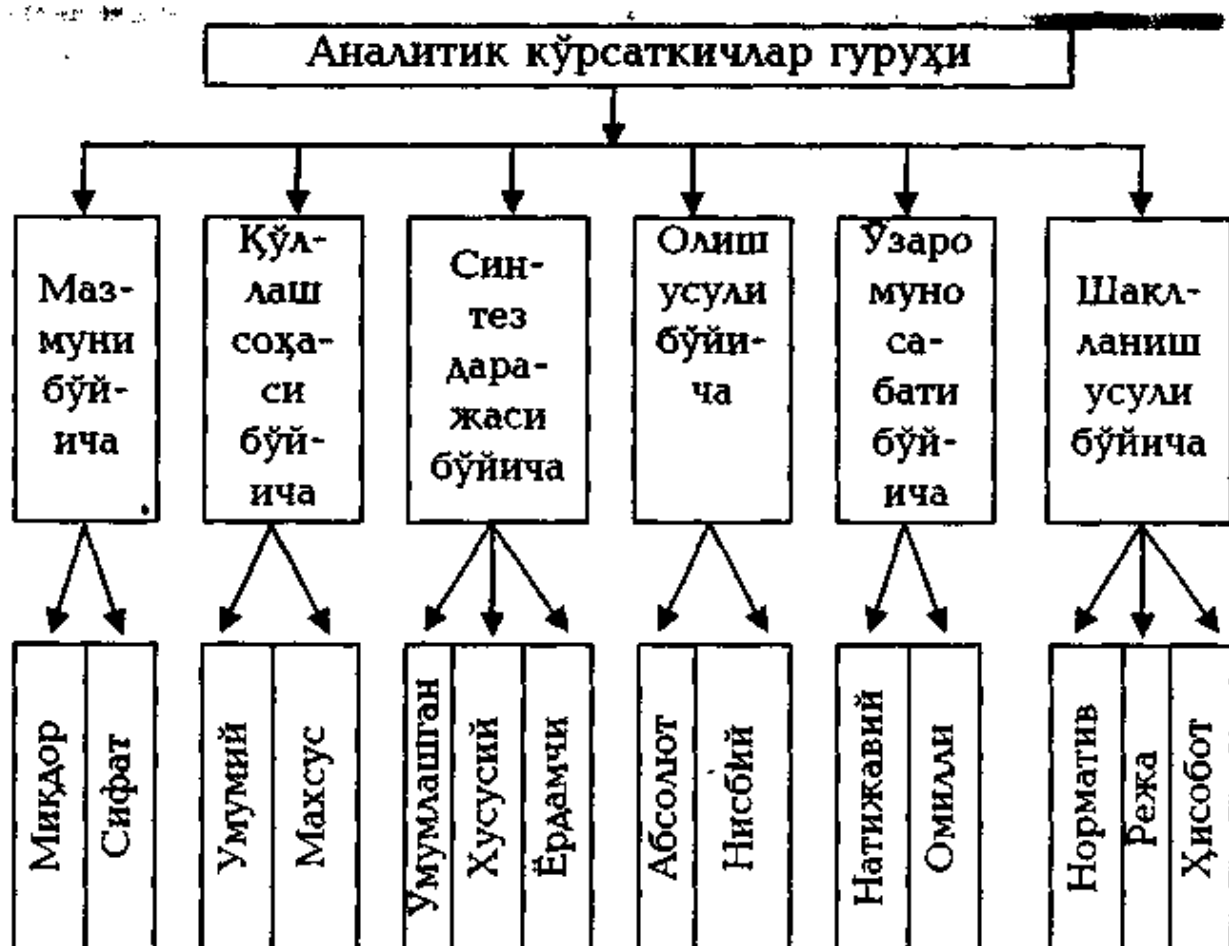 Аналитик кўрсаткичлар гуруҳи
Маз-
муни
бўй-
ича
Қўл-
лаш
соҳа-
си
бўй-
ича
Син-
тез
дара-
жаси
бўйича
Олиш
усули
бўйи-
ча
Ўзаро
муно
са-
бати
бўй-
ича
Шакл-
ланиш
усули
бўйича
Миқдор
Сифат
Умумий
Махсус
Умумлашган
Хусусий
Ёрдамчи
Абсолют
Нисбий
Натижавий
Омилли
Норматив
Режа
Ҳисобот